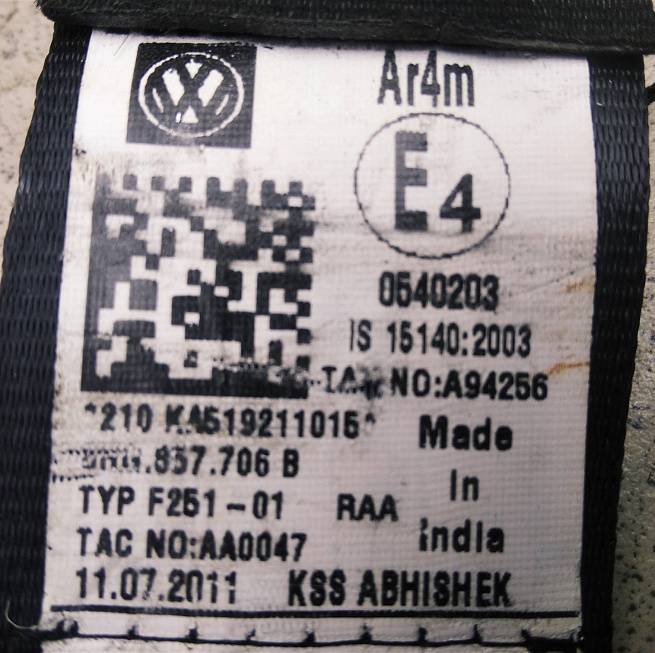 Ar4m
E4
0540203
IS 15140:2003
NO:A94256
*210 KA519211015*
.857.706 B
Made
In
India
TYP F251-01 RAA
TAC NO:AA0047
11.07.2011 KSS ABHISHEK